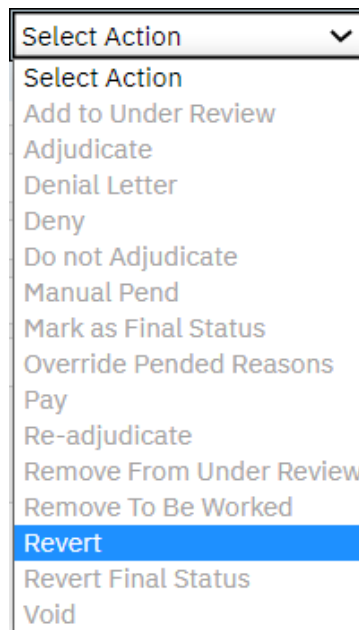 Select Action
Select Action
Add to Under Review
Adjudicate
Denial Letter
Deny
Do not Adjudicate
Manual Pend
Mark as Final Status
Override Pended Reasons
Pay
Re-adjudicate
Remove From Under Review
Remove To Be Worked
Revert
Revert Final Status
Void